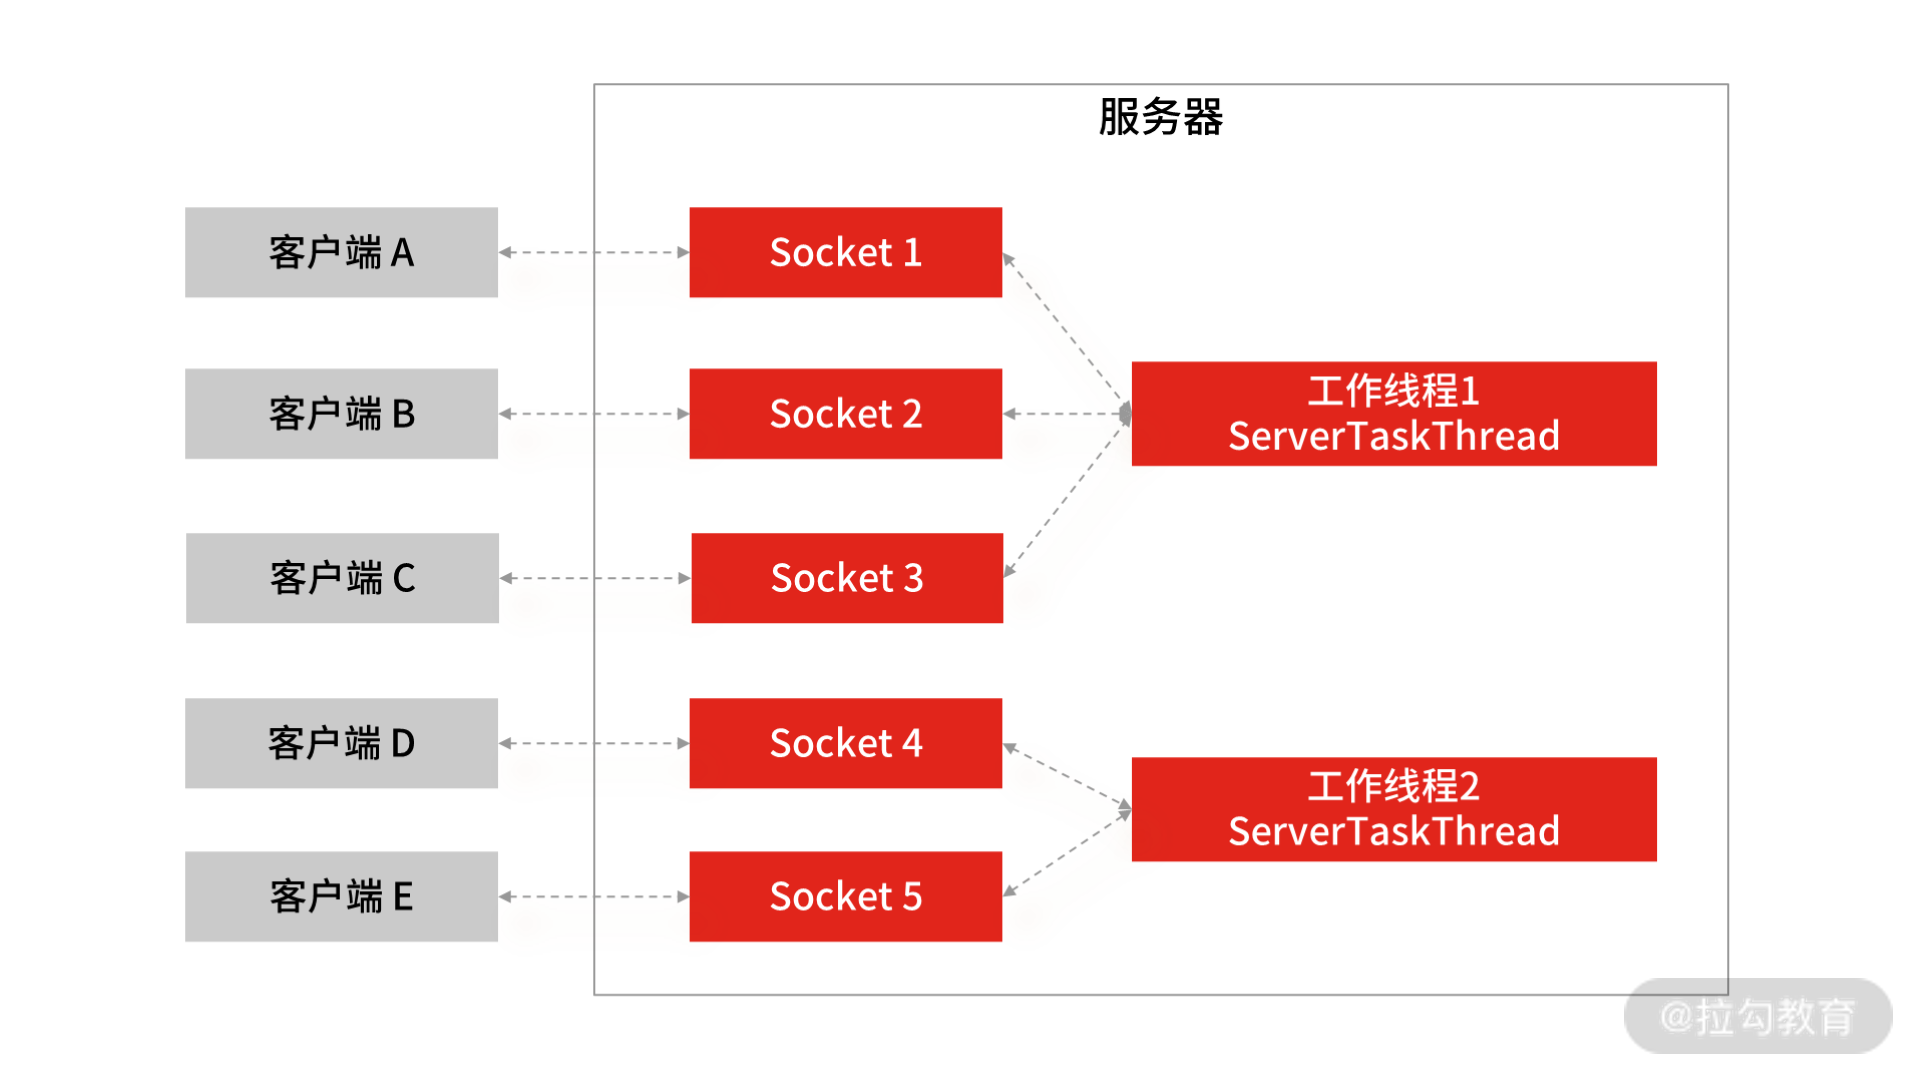 服务器
客户端 A
Socket 1
客户端 B
Socket 2
工作线程1
ServerTaskThread
客户端 C
Socket 3
客户端 D
Socket 4
工作线程2
ServerTaskThread
客户端 E
Socket 5
@拉勾教育